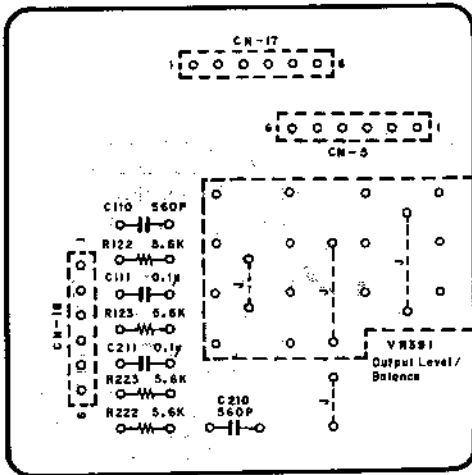 CN-17
1 6
6 1
CN-5
C110 560P
R122 5.6K
C111 0.1µ
R123 5.6K
C211 0.1µ
R223 5.6K
R222 5.6K
C210
560P
1
CN-18
6
J
J
J
J
VR351
Output Level/
Balance